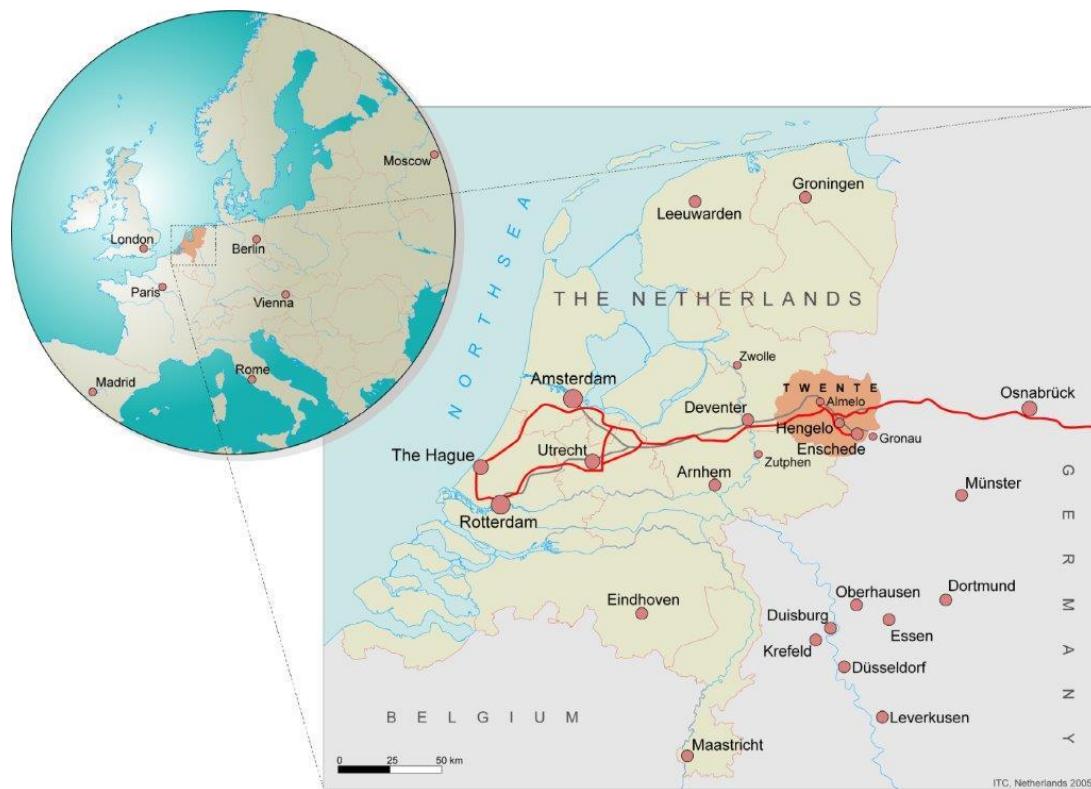 Moscow
London
Berlin
Paris
Vienna
Rome
Madrid
NORTH SEA
Groningen
Leeuwarden
THE NETHERLANDS
Zwolle
Amsterdam
TWENTE
Almelo
Osnabrück
Deventer
Hengelo
Enschede
Gronau
The Hague
Utrecht
Zutphen
Arnhem
Münster
Rotterdam
GERMANY
Eindhoven
Oberhausen
Dortmund
Duisburg
Essen
Krefeld
Düsseldorf
BELGIUM
Leverkusen
Maastricht
0 25 50 km
ITC, Netherlands 2005